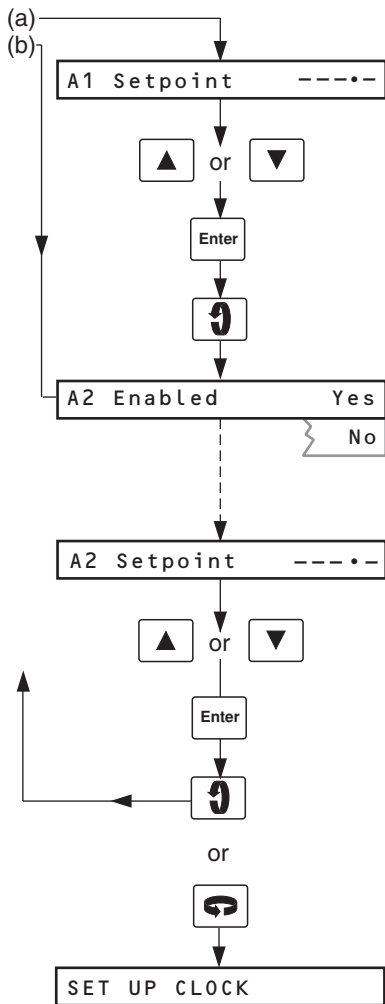 (a)
(b)
A1 Setpoint ---•-
or
Enter
A2 Enabled Yes
No
A2 Setpoint ---•-
or
Enter
or
SET UP CLOCK